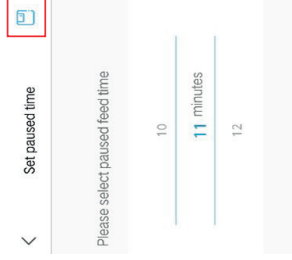 Set paused time
Please select paused feed time
10
11 minutes
12